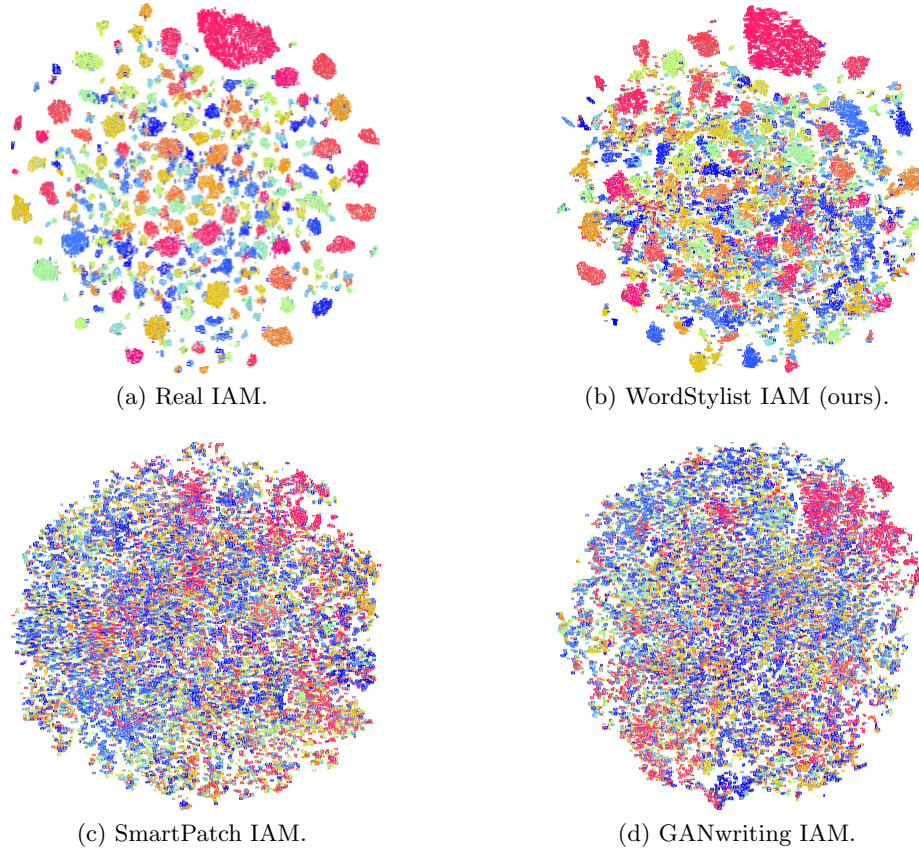 (a) Real IAM.
(b) WordStylist IAM (ours).
(c) SmartPatch IAM.
(d) GANwriting IAM.